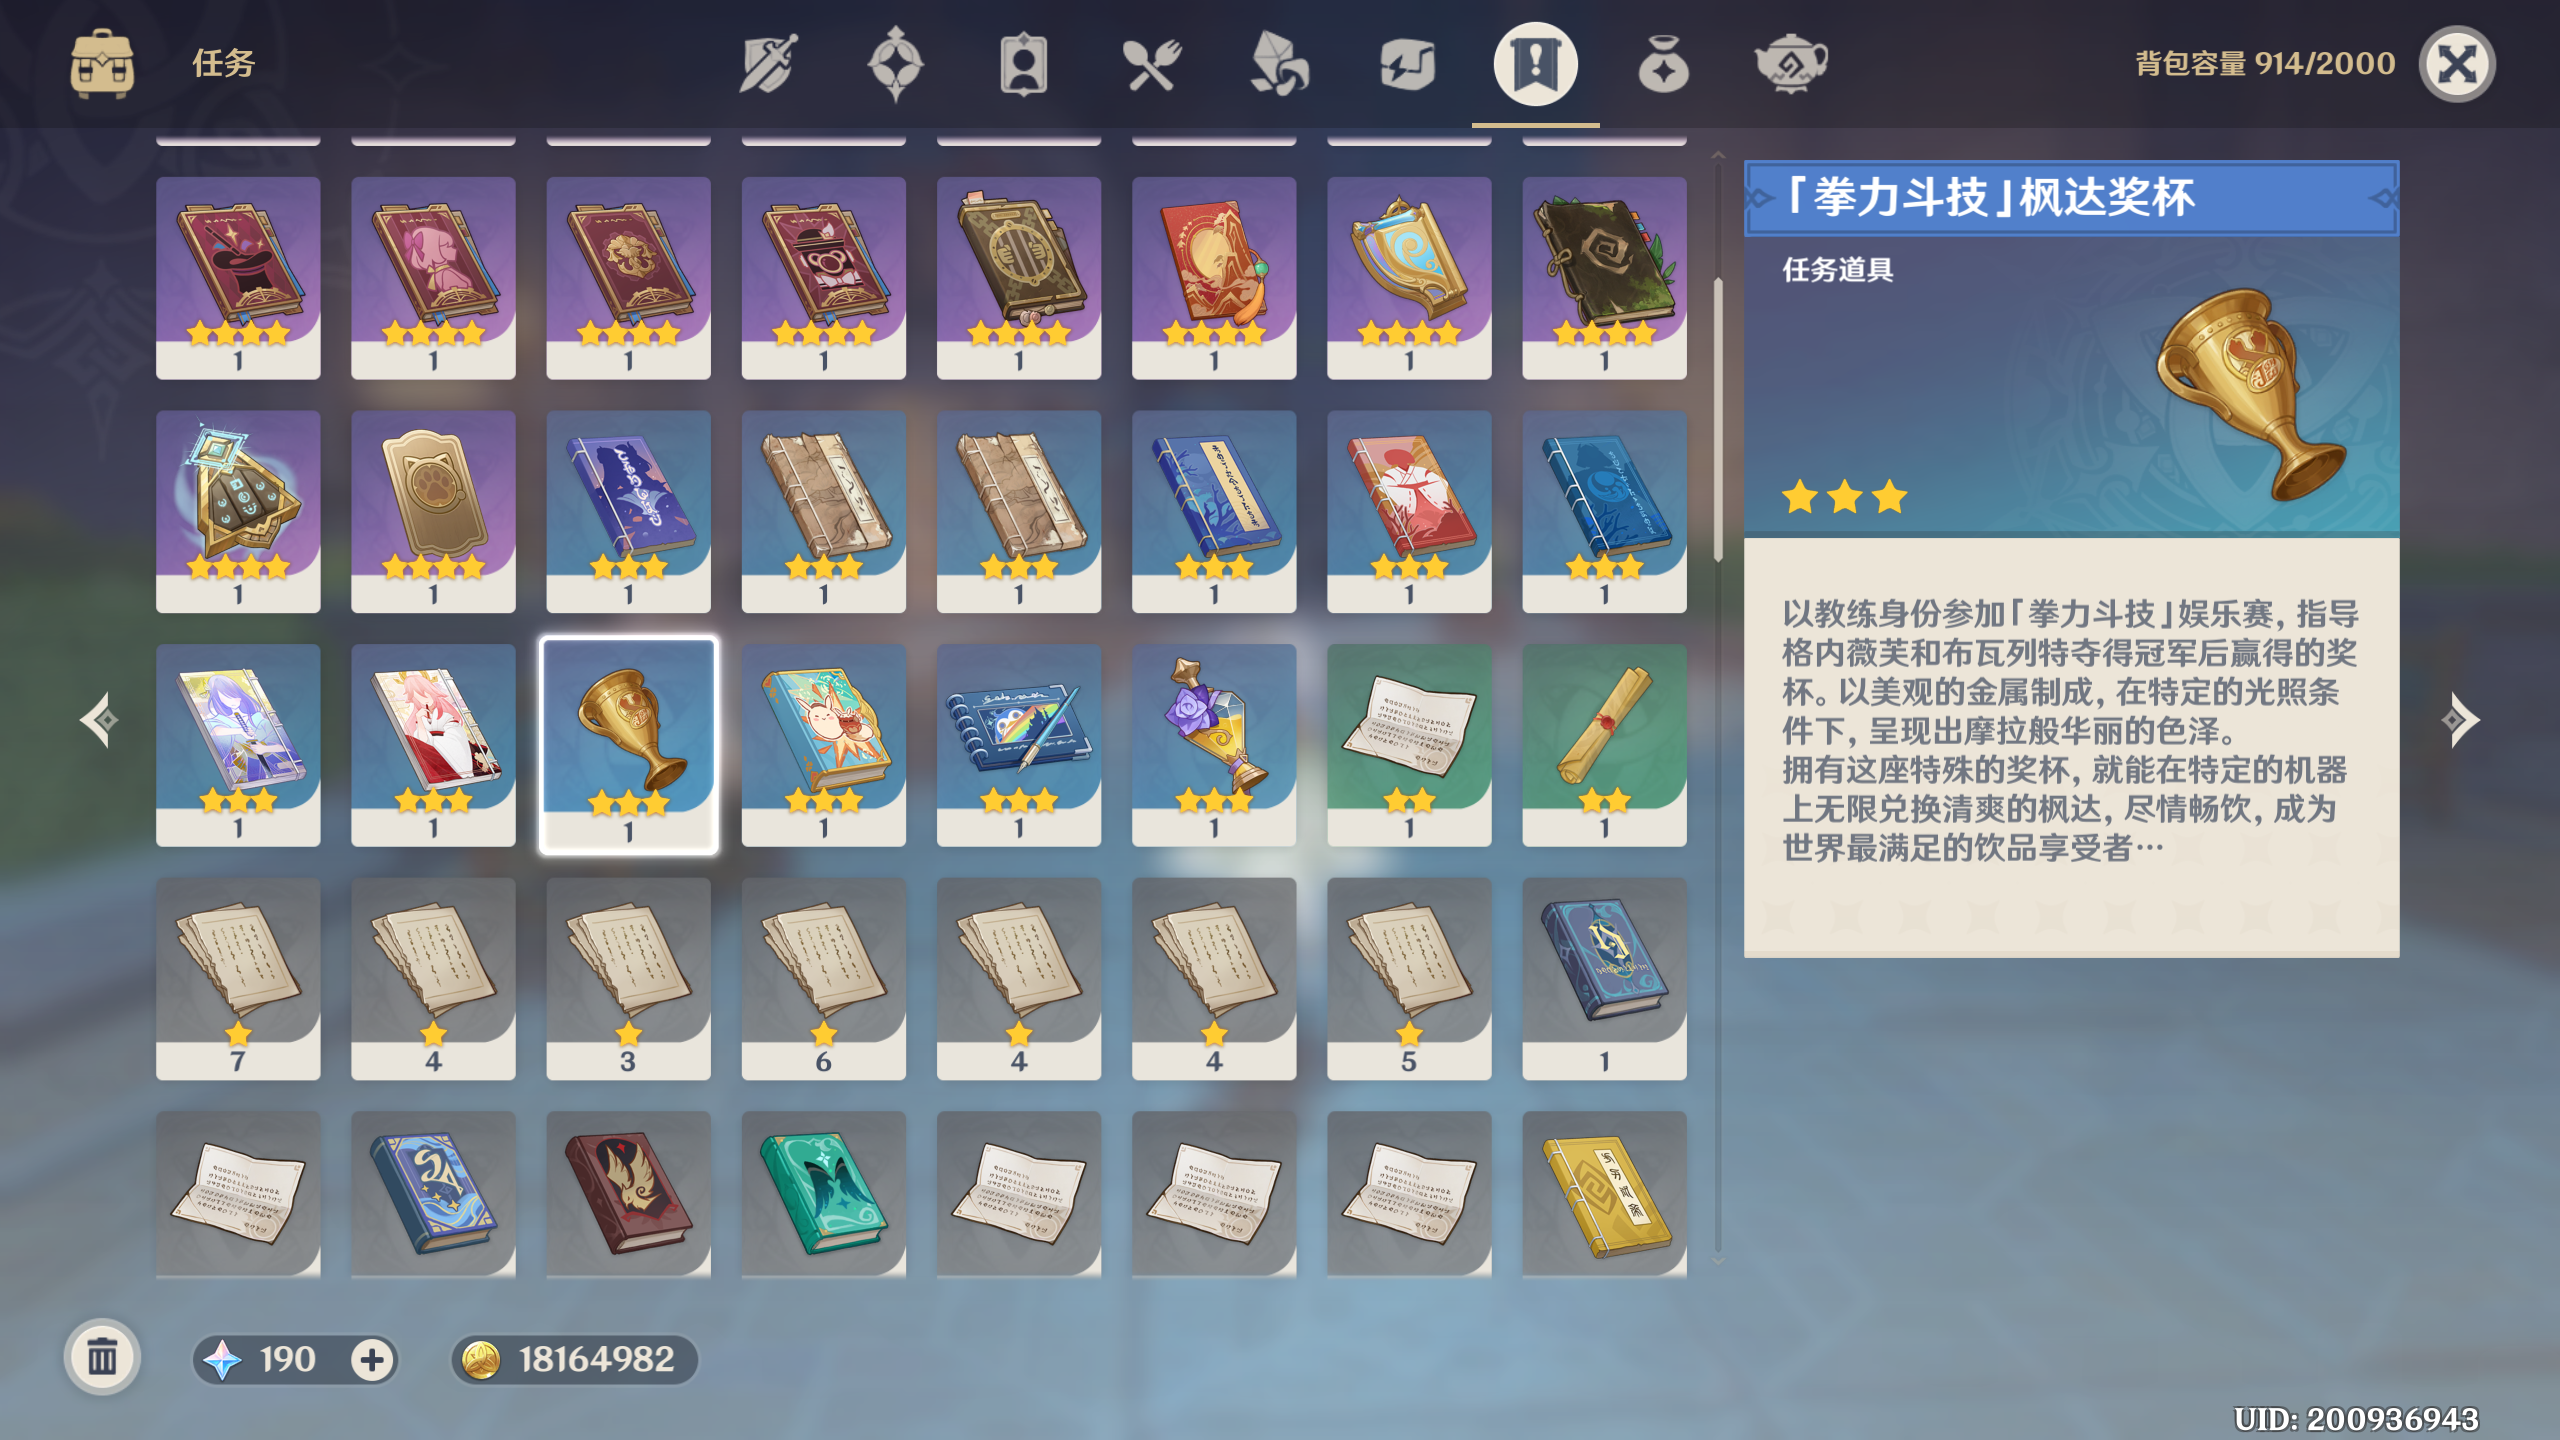 任务
背包容量 914/2000
1 1 1 1 1 1 1 1
1 1 1 1 1 1 1 1
1 1 1 1 1 1 1 1
7 4 3 6 4 4 5 1
「拳力斗技」枫达奖杯
任务道具
以教练身份参加「拳力斗技」娱乐赛，指导
格内薇芙和布瓦列特夺得冠军后赢得的奖
杯。以美观的金属制成，在特定的光照条
件下，呈现出摩拉般华丽的色泽。
拥有这座特殊的奖杯，就能在特定的机器
上无限兑换清爽的枫达，尽情畅饮，成为
世界最满足的饮品享受者…
190
18164982
UID: 200936943